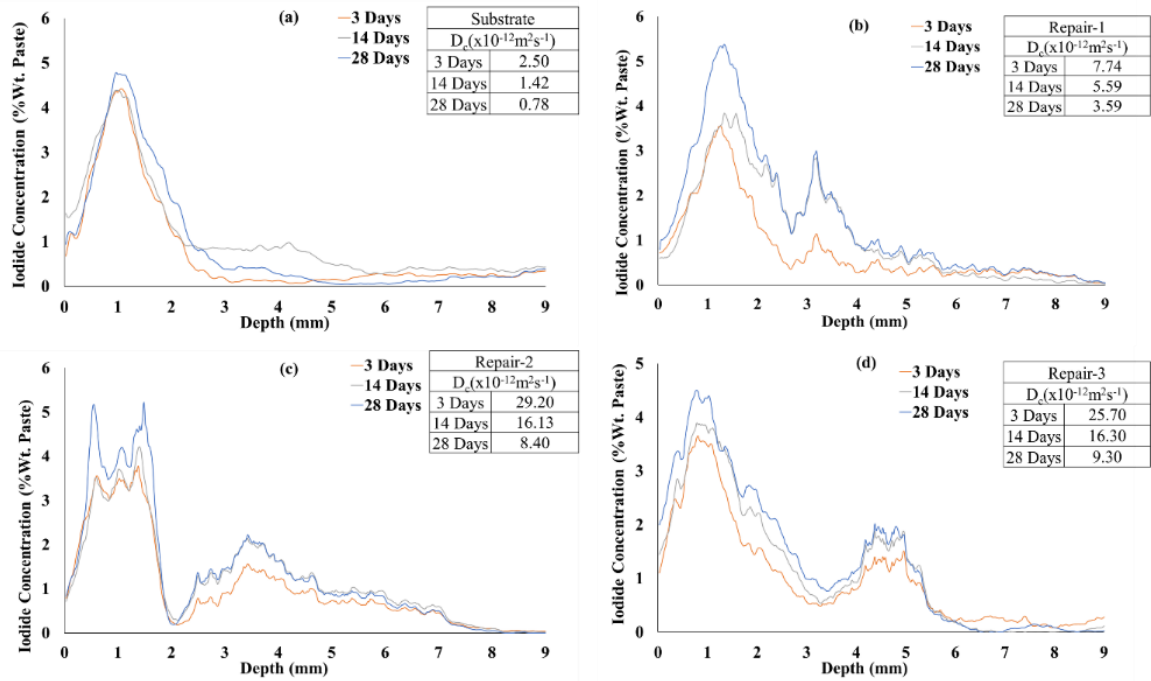 (a)
3 Days
14 Days
28 Days
Substrate
Dc(x10-12m2s-1)
3 Days 2.50
14 Days 1.42
28 Days 0.78
Iodide Concentration (%Wt. Paste)
6
5
4
3
2
1
0
0 1 2 3 4 5 6 7 8 9
Depth (mm)
(b)
3 Days
14 Days
28 Days
Repair-1
Dc(x10-12m2s-1)
3 Days 7.74
14 Days 5.59
28 Days 3.59
Iodide Concentration (%Wt. Paste)
6
5
4
3
2
1
0
0 1 2 3 4 5 6 7 8 9
Depth (mm)
(c)
3 Days
14 Days
28 Days
Repair-2
Dc(x10-12m2s-1)
3 Days 29.20
14 Days 16.13
28 Days 8.40
Iodide Concentration (%Wt. Paste)
6
5
4
3
2
1
0
0 1 2 3 4 5 6 7 8 9
Depth (mm)
(d)
3 Days
14 Days
28 Days
Repair-3
Dc(x10-12m2s-1)
3 Days 25.70
14 Days 16.30
28 Days 9.30
Iodide Concentration (%Wt. Paste)
5
4
3
2
1
0
0 1 2 3 4 5 6 7 8 9
Depth (mm)